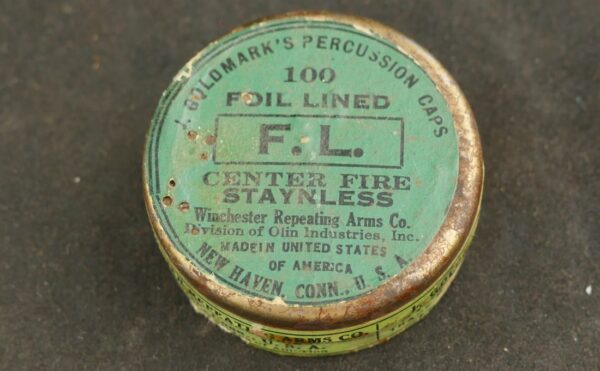 J. GOLDMARK'S PERCUSSION CAPS
100
FOIL LINED
F. L.
CENTER FIRE
STAYNLESS
Winchester Repeating Arms Co.
Division of Olin Industries, Inc.
MADE IN UNITED STATES
OF AMERICA
NEW HAVEN, CONN., U. S. A.
ARMS CO.